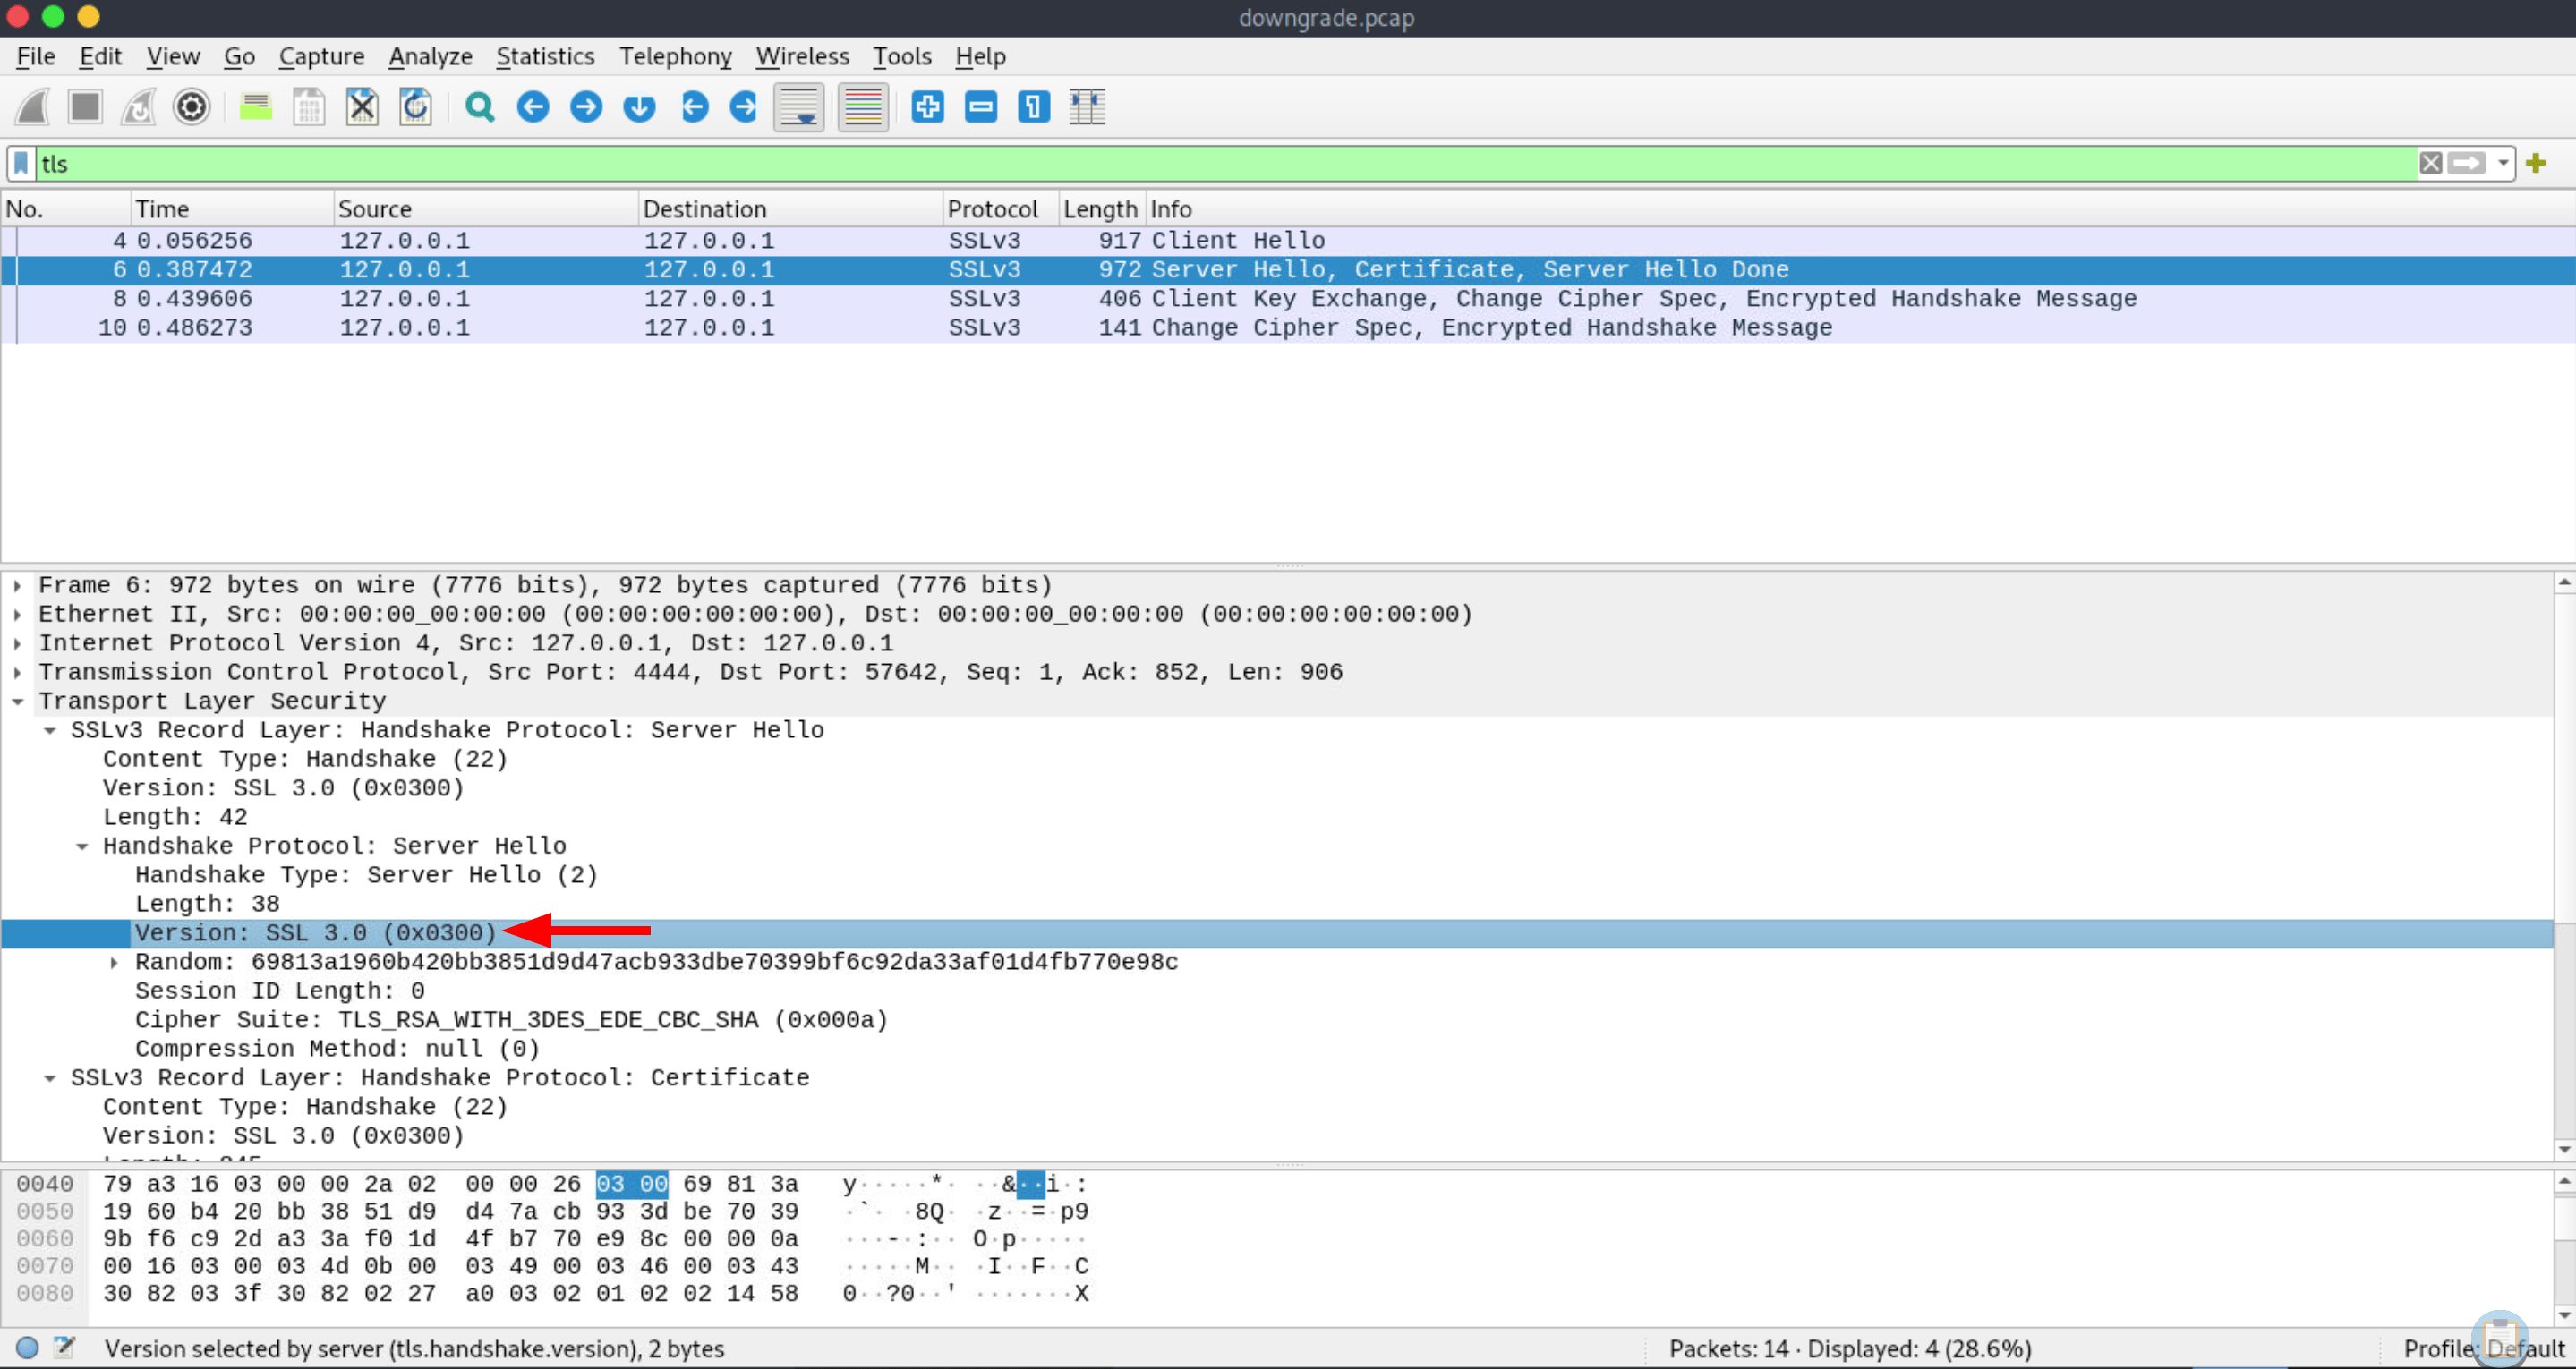 downgrade.pcap
File Edit View Go Capture Analyze Statistics Telephony Wireless Tools Help
tls
No. Time Source Destination Protocol Length Info
4 0.056256 127.0.0.1 127.0.0.1 SSLv3 917 Client Hello
6 0.387472 127.0.0.1 127.0.0.1 SSLv3 972 Server Hello, Certificate, Server Hello Done
8 0.439606 127.0.0.1 127.0.0.1 SSLv3 406 Client Key Exchange, Change Cipher Spec, Encrypted Handshake Message
10 0.486273 127.0.0.1 127.0.0.1 SSLv3 141 Change Cipher Spec, Encrypted Handshake Message
Frame 6: 972 bytes on wire (7776 bits), 972 bytes captured (7776 bits)
Ethernet II, Src: 00:00:00_00:00:00 (00:00:00:00:00:00), Dst: 00:00:00_00:00:00 (00:00:00:00:00:00)
Internet Protocol Version 4, Src: 127.0.0.1, Dst: 127.0.0.1
Transmission Control Protocol, Src Port: 4444, Dst Port: 57642, Seq: 1, Ack: 852, Len: 906
Transport Layer Security
SSLv3 Record Layer: Handshake Protocol: Server Hello
Content Type: Handshake (22)
Version: SSL 3.0 (0x0300)
Length: 42
Handshake Protocol: Server Hello
Handshake Type: Server Hello (2)
Length: 38
Version: SSL 3.0 (0x0300)
Random: 69813a1960b420bb3851d9d47acb933dbe70399bf6c92da33af01d4fb770e98c
Session ID Length: 0
Cipher Suite: TLS_RSA_WITH_3DES_EDE_CBC_SHA (0x000a)
Compression Method: null (0)
SSLv3 Record Layer: Handshake Protocol: Certificate
Content Type: Handshake (22)
Version: SSL 3.0 (0x0300)
0040 79 a3 16 03 00 00 2a 02 00 00 26 03 00 69 81 3a y·····*· ··&··i·:
0050 19 60 b4 20 bb 38 51 d9 d4 7a cb 93 3d be 70 39 ·`· ·8Q· ·z··=·p9
0060 9b f6 c9 2d a3 3a f0 1d 4f b7 70 e9 8c 00 00 0a ···-·:·· O·p·····
0070 00 16 03 00 03 4d 0b 00 03 49 00 03 46 00 03 43 ·····M·· ·I··F··C
0080 30 82 03 3f 30 82 02 27 a0 03 02 01 02 02 14 58 0··?0··' ·······X
Version selected by server (tls.handshake.version), 2 bytes Packets: 14 · Displayed: 4 (28.6%) Profile: Default